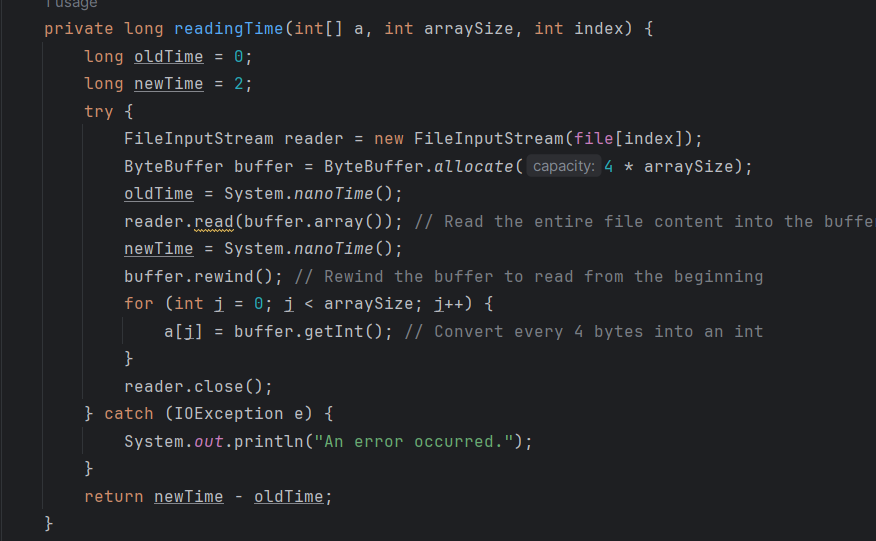 1 usage
private long readingTime(int[] a, int arraySize, int index) {
    long oldTime = 0;
    long newTime = 2;
    try {
        FileInputStream reader = new FileInputStream(file[index]);
        ByteBuffer buffer = ByteBuffer.allocate( capacity: 4 * arraySize);
        oldTime = System.nanoTime();
        reader.read(buffer.array()); // Read the entire file content into the buffe
        newTime = System.nanoTime();
        buffer.rewind(); // Rewind the buffer to read from the beginning
        for (int j = 0; j < arraySize; j++) {
            a[j] = buffer.getInt(); // Convert every 4 bytes into an int
        }
        reader.close();
    } catch (IOException e) {
        System.out.println("An error occurred.");
    }
    return newTime - oldTime;
}